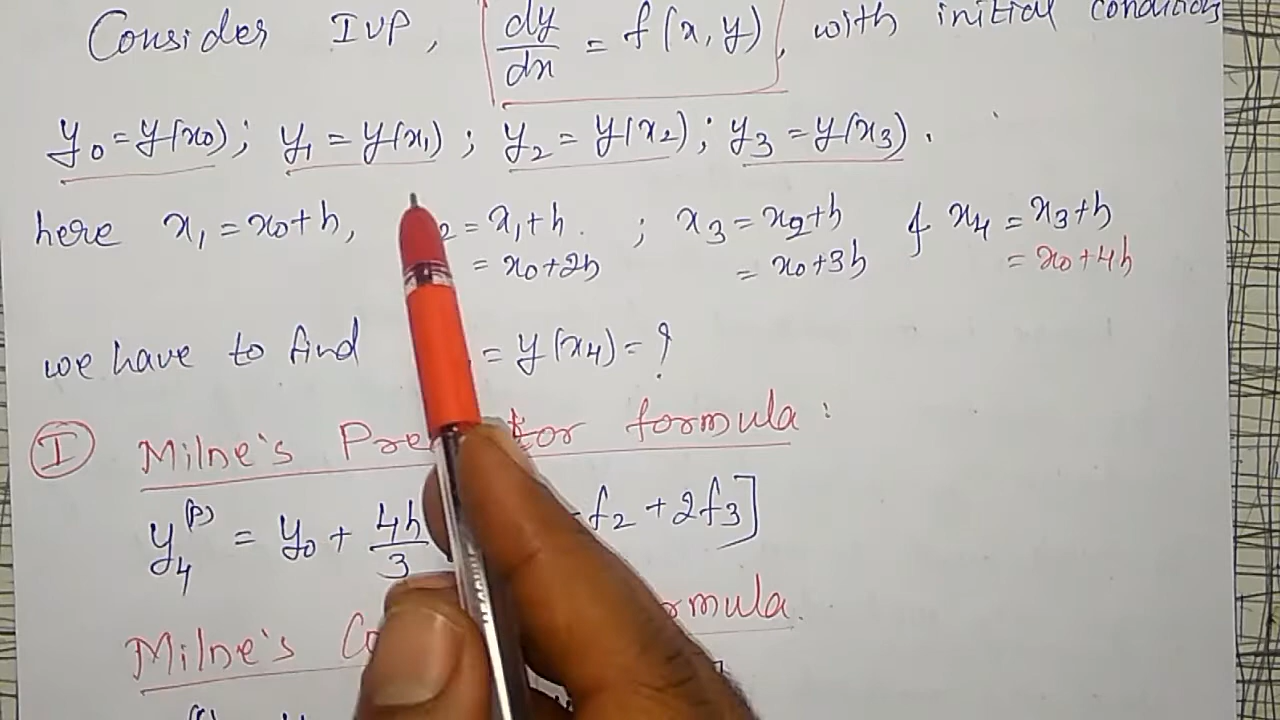 Consider IVP, dy/dx = f(x, y), with initial conditions
y₀ = y(x₀); y₁ = y(x₁); y₂ = y(x₂); y₃ = y(x₃).
here x₁ = x₀+h, ₂ = x₁+h. ; x₃ = x₂+h & x₄ = x₃+h
= x₀+2h = x₀+3h = x₀+4h
we have to find = y(x₄) = ?
I Milne's formula :
y₄⁽ᴾ⁾ = y₀ + 4h/3 - f₂ + 2f₃]
Milne's